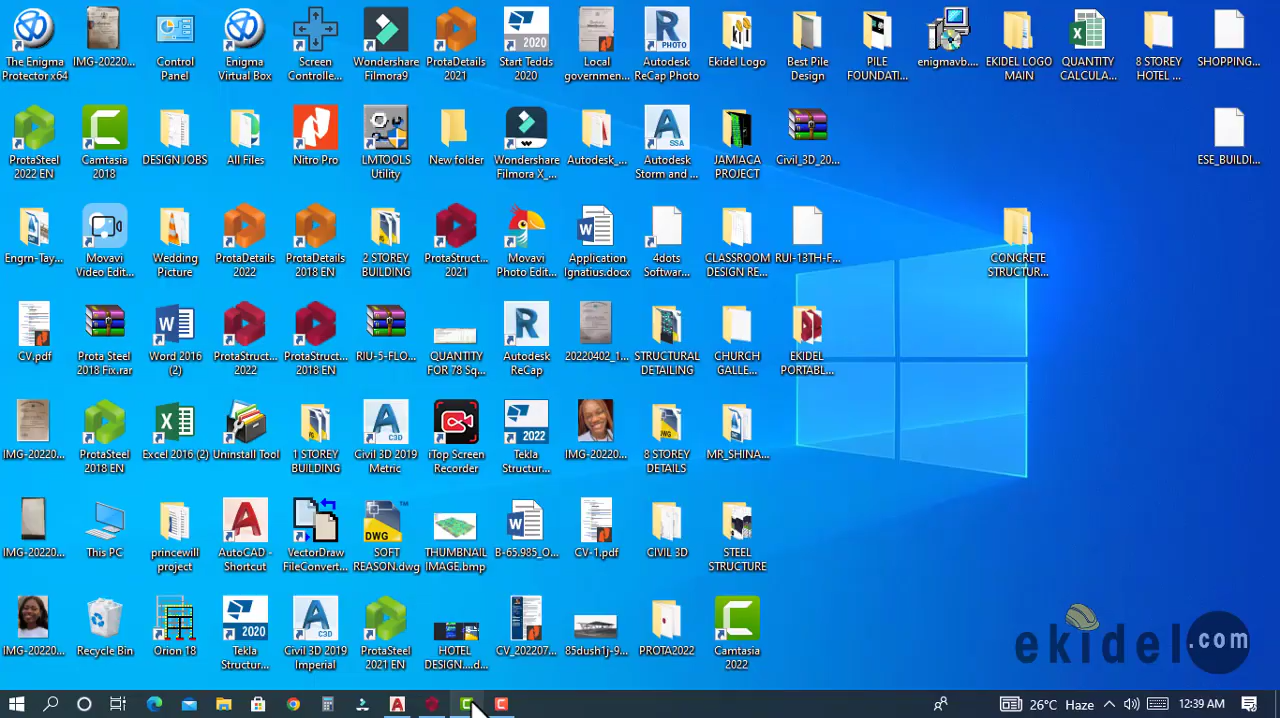 The Enigma
Protector x64
IMG-20220...
Control
Panel
Enigma
Virtual Box
Screen
Controlle...
Wondershare
Filmora9
ProtaDetails
2021
Start Tedds
2020
Local
governmen...
Autodesk
ReCap Photo
Ekidel Logo
Best Pile
Design
PILE
FOUNDATI...
enigmavb....
EKIDEL LOGO
MAIN
QUANTITY
CALCULA...
8 STOREY
HOTEL ...
SHOPPING...
ProtaSteel
2022 EN
Camtasia
2018
DESIGN JOBS
All Files
Nitro Pro
LMTOOLS
Utility
New folder
Wondershare
Filmora X_...
Autodesk_...
Autodesk
Storm and ...
JAMIACA
PROJECT
Civil_3D_20...
ESE_BUILDI...
Engrn-Tay...
Movavi
Video Edit...
Wedding
Picture
ProtaDetails
2022
ProtaDetails
2018 EN
2 STOREY
BUILDING
ProtaStruct...
2021
Movavi
Photo Edit...
Application
Ignatius.docx
4dots
Softwar...
CLASSROOM
DESIGN RE...
RUI-13TH-F...
CONCRETE
STRUCTUR...
CV.pdf
Prota Steel
2018 Fix.rar
Word 2016
(2)
ProtaStruct...
2022
ProtaStruct...
2018 EN
RIU-5-FLO...
QUANTITY
FOR 78 Sq...
Autodesk
ReCap
20220402_1...
STRUCTURAL
DETAILING
CHURCH
GALLE...
EKIDEL
PORTABL...
IMG-20220...
ProtaSteel
2018 EN
Excel 2016 (2)
Uninstall Tool
1 STOREY
BUILDING
Civil 3D 2019
Metric
iTop Screen
Recorder
Tekla
Structur...
IMG-20220...
8 STOREY
DETAILS
MR_SHINA...
IMG-20220...
This PC
princewill
project
AutoCAD -
Shortcut
VectorDraw
FileConvert...
SOFT
REASON.dwg
THUMBNAIL
IMAGE.bmp
B-65.985_O...
CV-1.pdf
CIVIL 3D
STEEL
STRUCTURE
IMG-20220...
Recycle Bin
Orion 18
Tekla
Structur...
Civil 3D 2019
Imperial
ProtaSteel
2021 EN
HOTEL
DESIGN....d...
CV_202207...
85dush1j-9...
PROTA2022
Camtasia
2022
ekidel.com
26°C Haze
12:39 AM